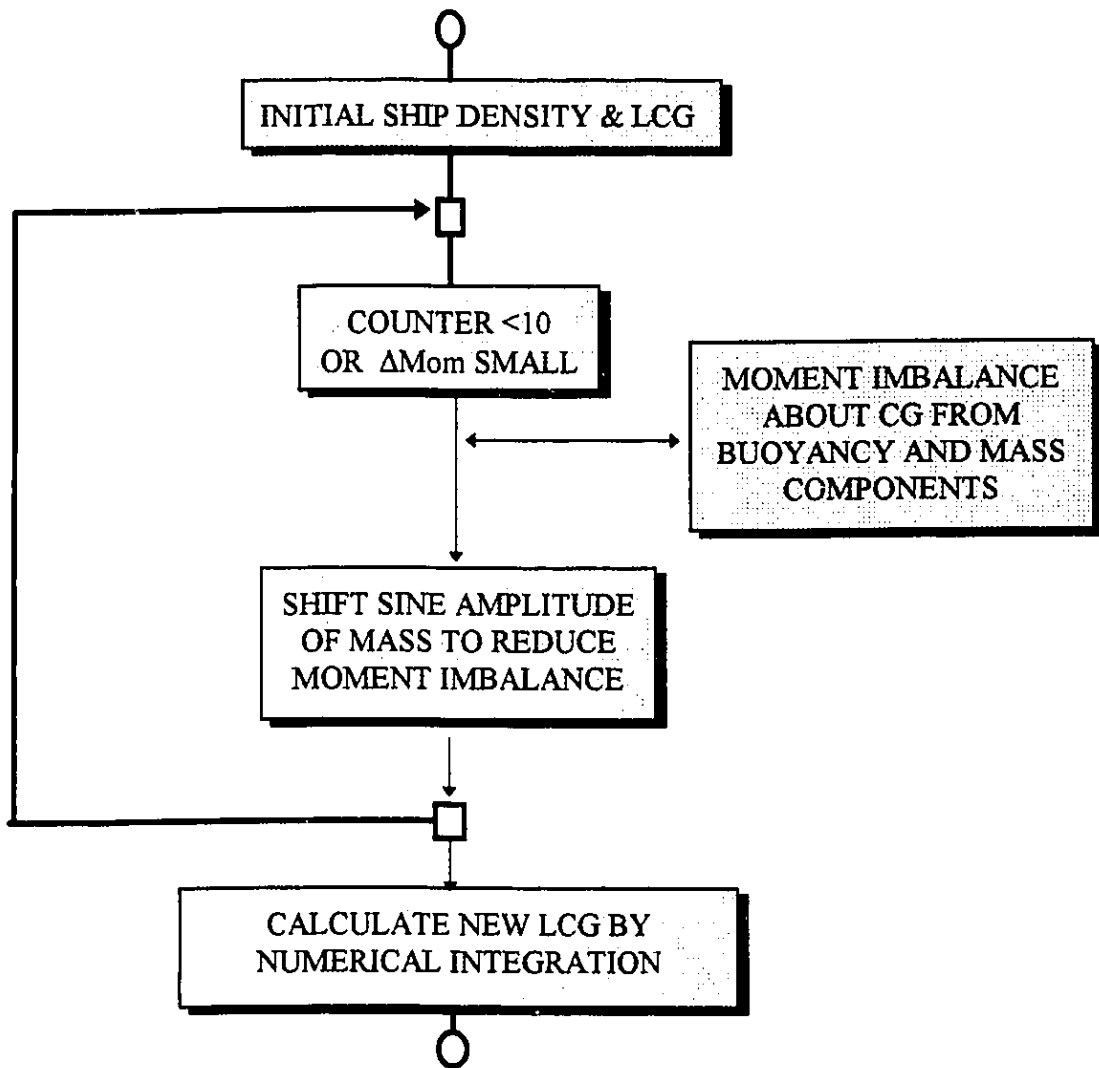 INITIAL SHIP DENSITY & LCG
COUNTER <10
OR ΔMom SMALL
MOMENT IMBALANCE
ABOUT CG FROM
BUOYANCY AND MASS
COMPONENTS
SHIFT SINE AMPLITUDE
OF MASS TO REDUCE
MOMENT IMBALANCE
CALCULATE NEW LCG BY
NUMERICAL INTEGRATION